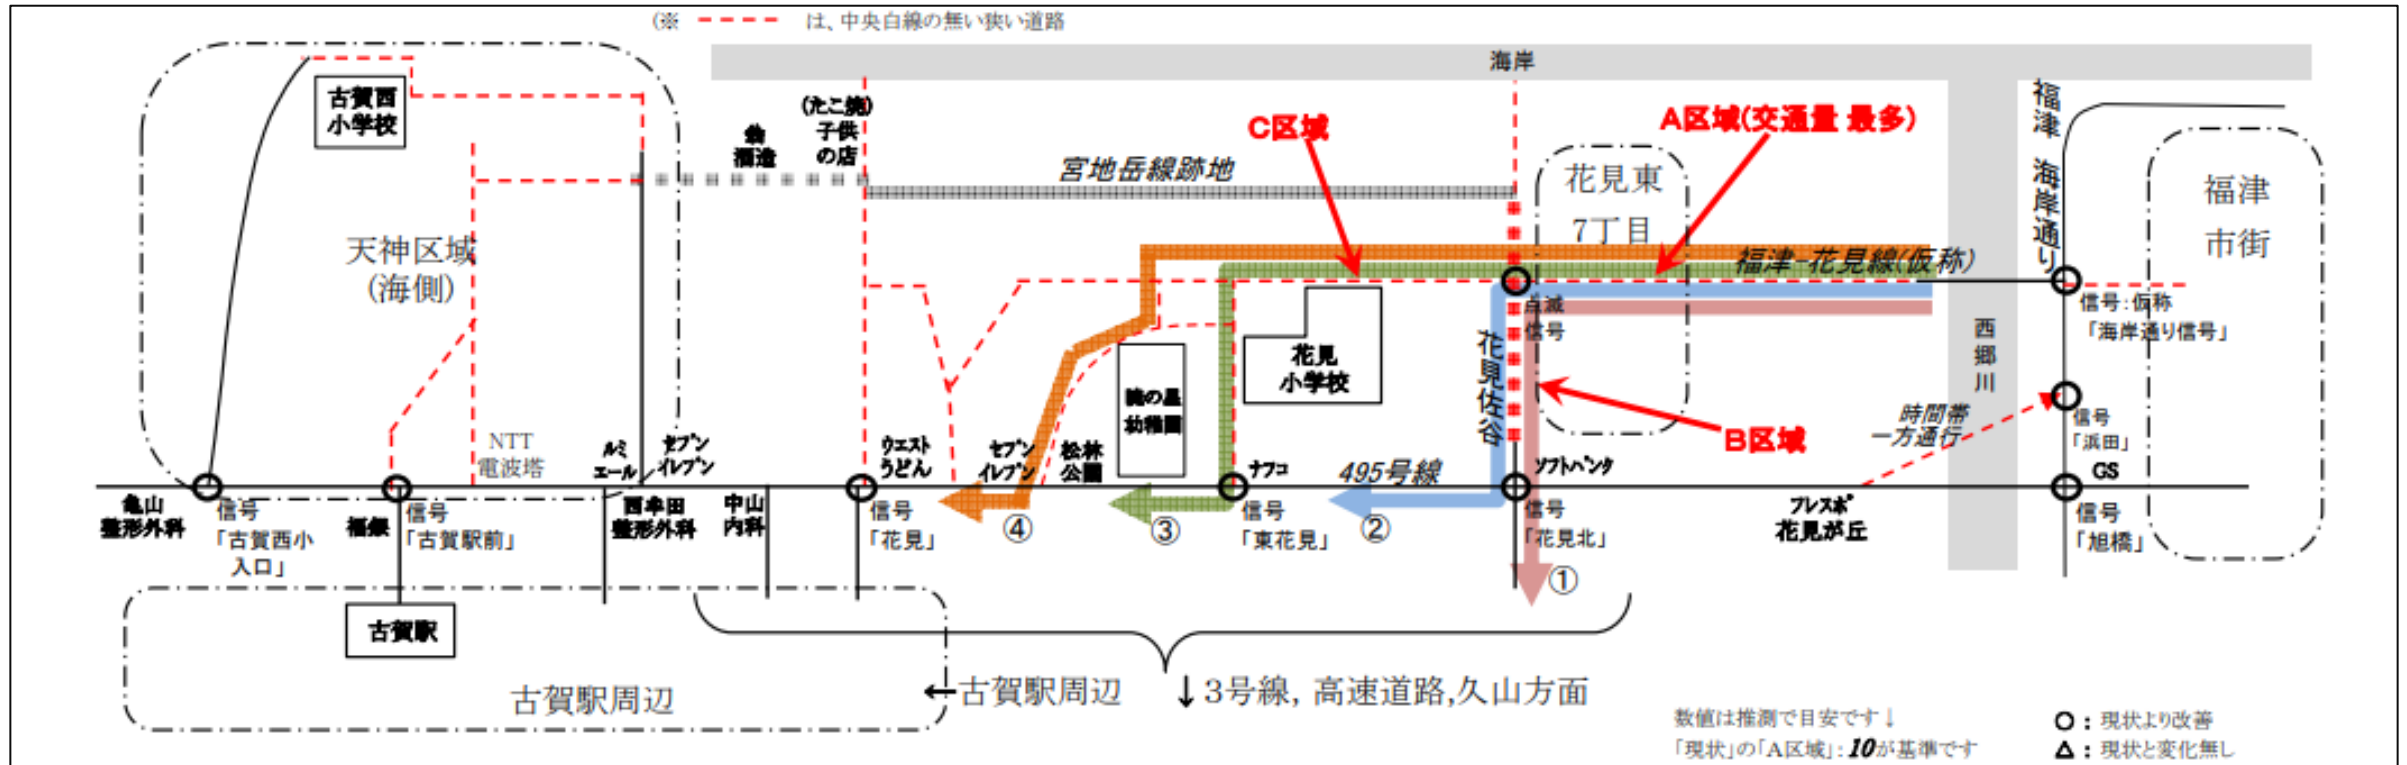 (※ －－－－ は、中央白線の無い狭い道路
海岸
古賀西
小学校
(たこ焼)
子供
の店
酒造
C区域
A区域(交通量 最多)
宮地岳線跡地
花見東
7丁目
福津 海岸通り
福津
市街
天神区域
(海側)
福津-花見線(仮称)
点滅
信号
信号:仮称
「海岸通り信号」
西郷川
花見
小学校
花見佐谷
暁の星
幼稚園
時間帯
一方通行
信号
「浜田」
B区域
NTT
電波塔
ルミ
エール
セブン
イレブン
ウエスト
うどん
セブン
イレブン
松林
公園
ナフコ
495号線
ソフトバンク
GS
亀山
整形外科
信号
「古賀西小
入口」
福銀
信号
「古賀駅前」
西牟田
整形外科
中山
内科
信号
「花見」
④
③
信号
「東花見」
②
信号
「花見北」
①
プレスポ
花見が丘
信号
「旭橋」
古賀駅
古賀駅周辺
←古賀駅周辺
↓3号線, 高速道路,久山方面
数値は推測で目安です↓
「現状」の「A区域」:10が基準です
○:現状より改善
△:現状と変化無し